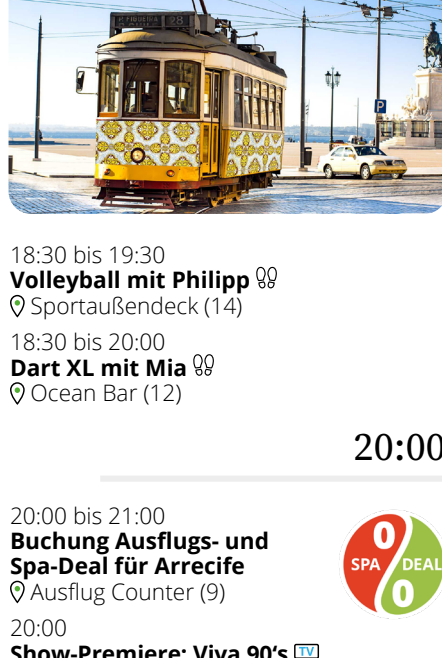 P. FIGUEIRA 28
P
18:30 bis 19:30
Volleyball mit Philipp
Sportaußendeck (14)
18:30 bis 20:00
Dart XL mit Mia
Ocean Bar (12)
20:00
20:00 bis 21:00
Buchung Ausflugs- und
Spa-Deal für Arrecife
Ausflug Counter (9)
SPA DEAL
20:00
Show-Premiere: Viva 90‘s TV